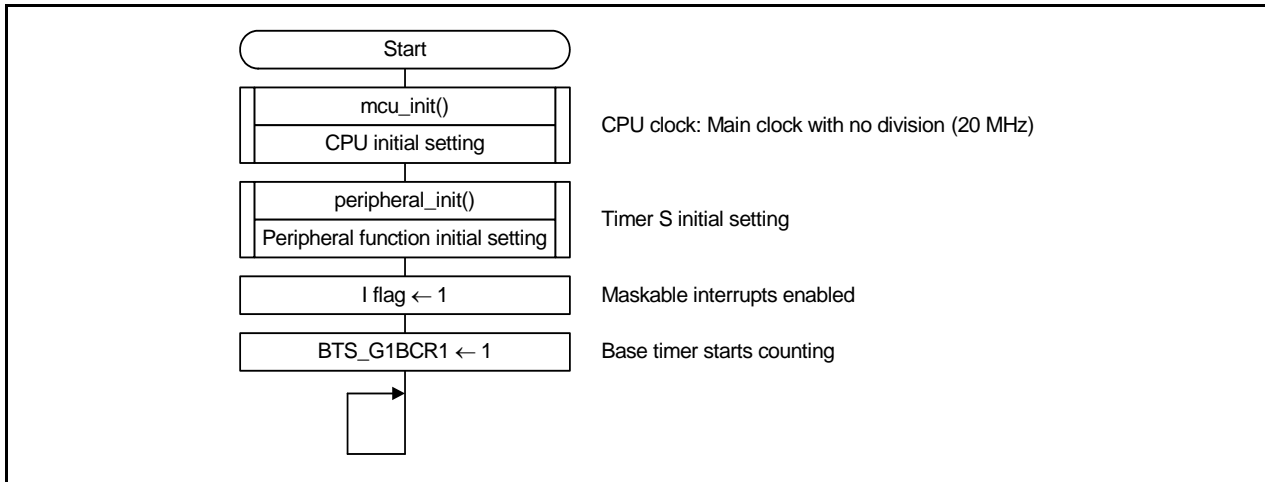 Start
mcu_init()
CPU initial setting
CPU clock: Main clock with no division (20 MHz)
peripheral_init()
Peripheral function initial setting
Timer S initial setting
I flag ← 1
Maskable interrupts enabled
BTS_G1BCR1 ← 1
Base timer starts counting